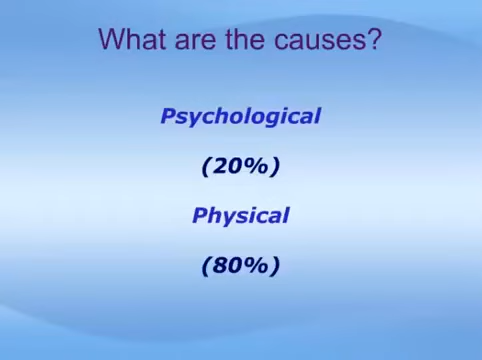 What are the causes?
Psychological
(20%)
Physical
(80%)